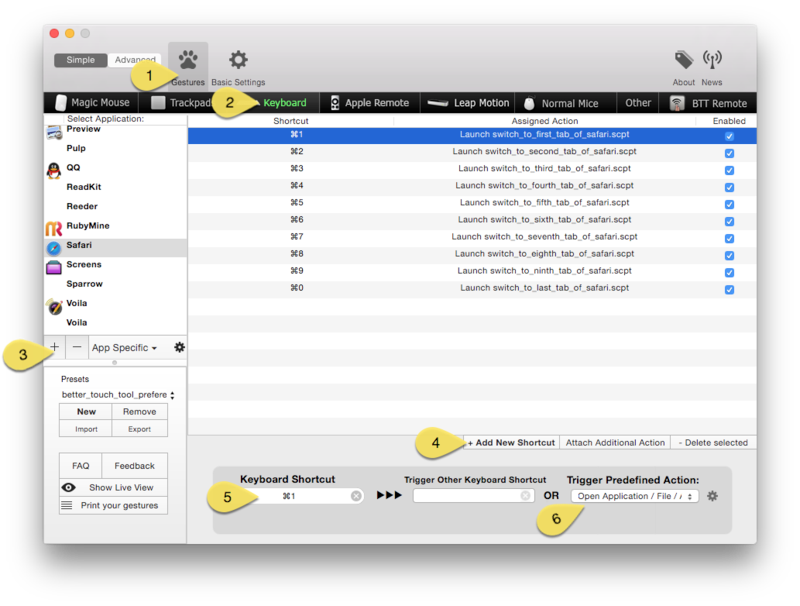 Simple Advanced
Gestures Basic Settings About News
1
2
Magic Mouse Trackpad Keyboard Apple Remote Leap Motion Normal Mice Other BTT Remote
Select Application:
Preview
Pulp
QQ
ReadKit
Reeder
RubyMine
Safari
Screens
Sparrow
Voila
Voila
Shortcut Assigned Action Enabled
⌘1 Launch switch_to_first_tab_of_safari.scpt
⌘2 Launch switch_to_second_tab_of_safari.scpt
⌘3 Launch switch_to_third_tab_of_safari.scpt
⌘4 Launch switch_to_fourth_tab_of_safari.scpt
⌘5 Launch switch_to_fifth_tab_of_safari.scpt
⌘6 Launch switch_to_sixth_tab_of_safari.scpt
⌘7 Launch switch_to_seventh_tab_of_safari.scpt
⌘8 Launch switch_to_eighth_tab_of_safari.scpt
⌘9 Launch switch_to_ninth_tab_of_safari.scpt
⌘0 Launch switch_to_last_tab_of_safari.scpt
3
+ − App Specific
Presets
better_touch_tool_prefere
New Remove
Import Export
FAQ Feedback
Show Live View
Print your gestures
4
+ Add New Shortcut Attach Additional Action - Delete selected
Keyboard Shortcut Trigger Other Keyboard Shortcut Trigger Predefined Action:
5 ⌘1 OR Open Application / File / A
6